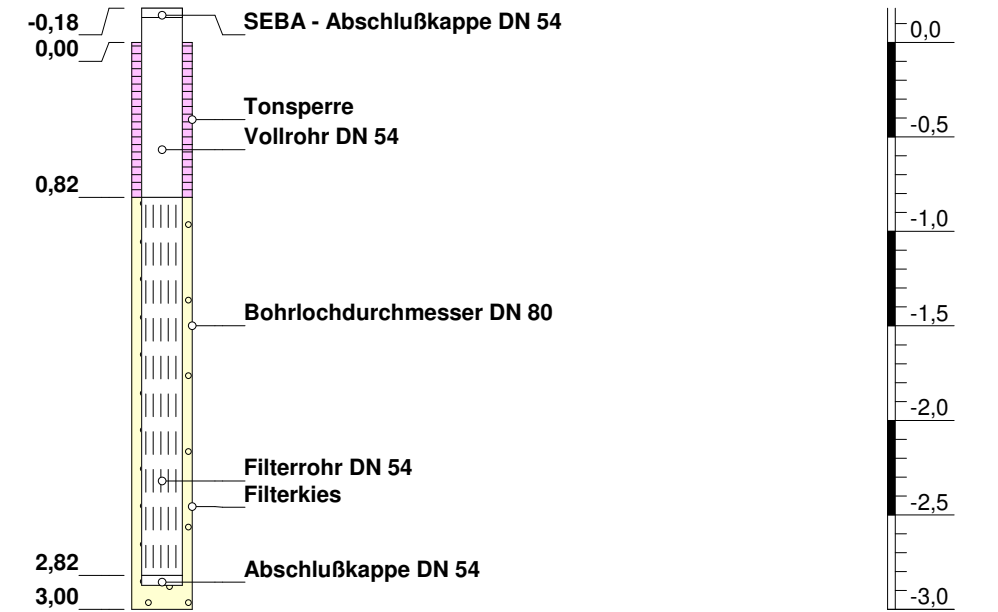 -0,18
SEBA - Abschlußkappe DN 54
0,00
Tonsperre
Vollrohr DN 54
0,82
Bohrlochdurchmesser DN 80
Filterrohr DN 54
Filterkies
2,82
Abschlußkappe DN 54
3,00
0,0
-0,5
-1,0
-1,5
-2,0
-2,5
-3,0